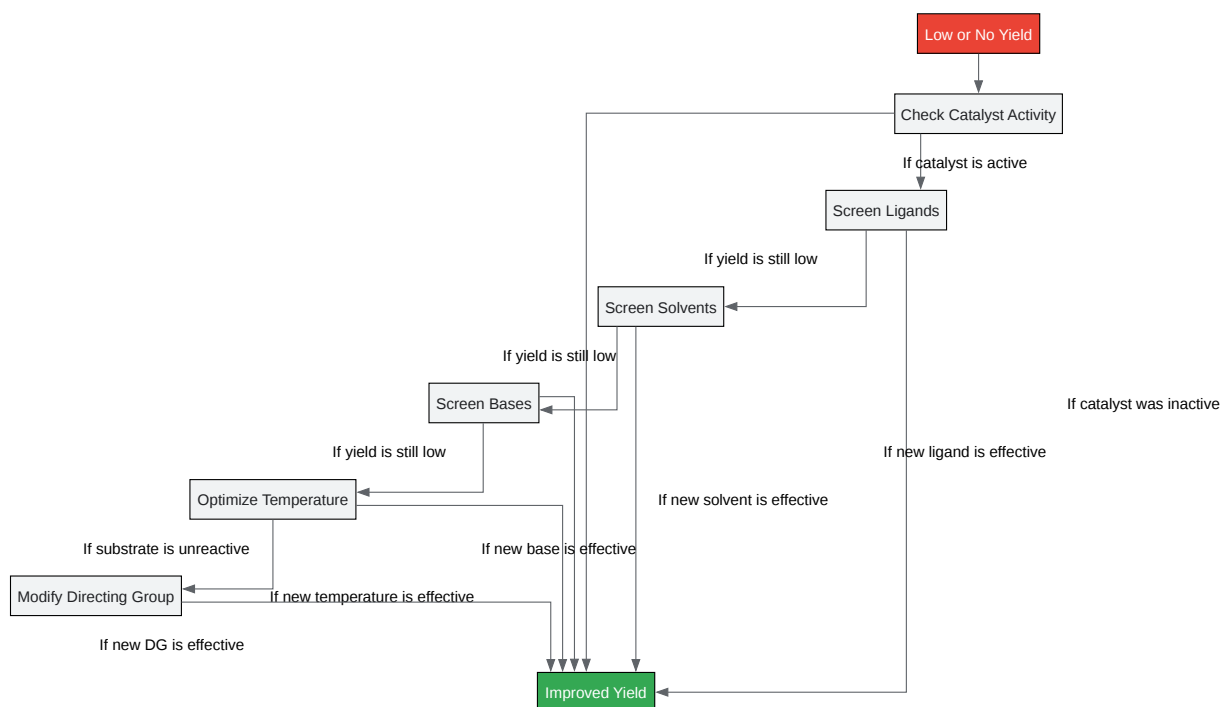 Low or No Yield
Check Catalyst Activity
If catalyst is active
Screen Ligands
If yield is still low
Screen Solvents
If yield is still low
Screen Bases
If catalyst was inactive
If yield is still low
If new ligand is effective
Optimize Temperature
If new solvent is effective
If substrate is unreactive
If new base is effective
Modify Directing Group
If new temperature is effective
If new DG is effective
Improved Yield